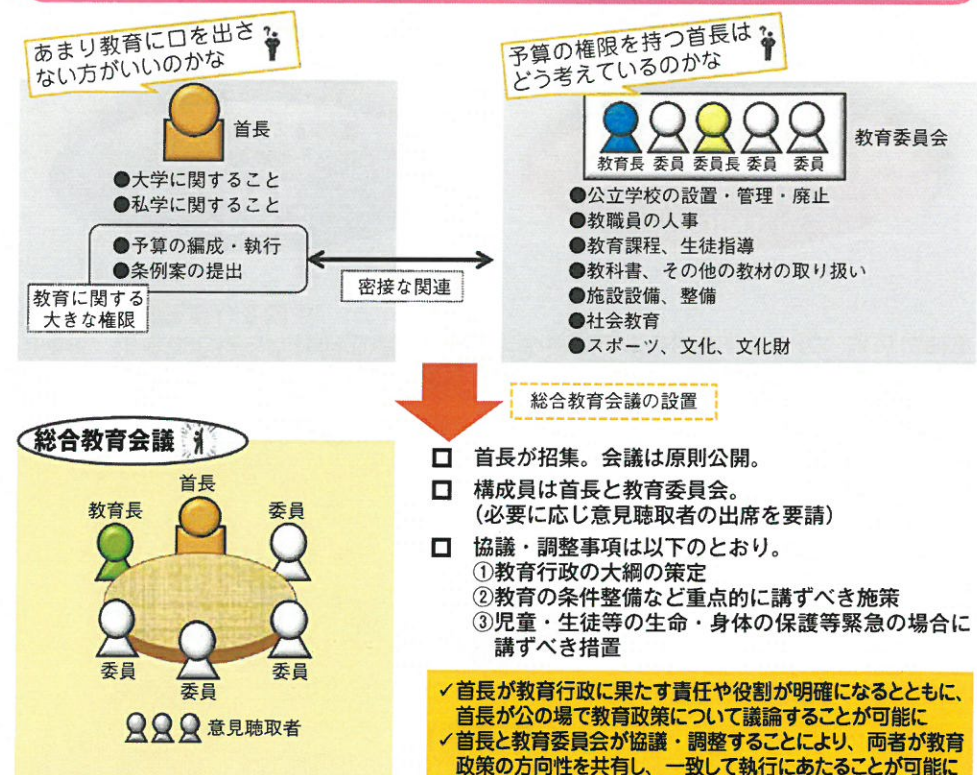 あまり教育に口を出さ
ない方がいいのかな
首長
●大学に関すること
●私学に関すること
●予算の編成・執行
●条例案の提出
教育に関する
大きな権限
密接な関連
予算の権限を持つ首長は
どう考えているのかな
教育長 委員 委員長 委員 委員
教育委員会
●公立学校の設置・管理・廃止
●教職員の人事
●教育課程、生徒指導
●教科書、その他の教材の取り扱い
●施設設備、整備
●社会教育
●スポーツ、文化、文化財
総合教育会議の設置
総合教育会議
首長
教育長
委員
委員
委員
委員
意見聴取者
□ 首長が招集。会議は原則公開。
□ 構成員は首長と教育委員会。
(必要に応じ意見聴取者の出席を要請)
□ 協議・調整事項は以下のとおり。
①教育行政の大綱の策定
②教育の条件整備など重点的に講ずべき施策
③児童・生徒等の生命・身体の保護等緊急の場合に
講ずべき措置
✓首長が教育行政に果たす責任や役割が明確になるとともに、
首長が公の場で教育政策について議論することが可能に
✓首長と教育委員会が協議・調整することにより、両者が教育
政策の方向性を共有し、一致して執行にあたることが可能に